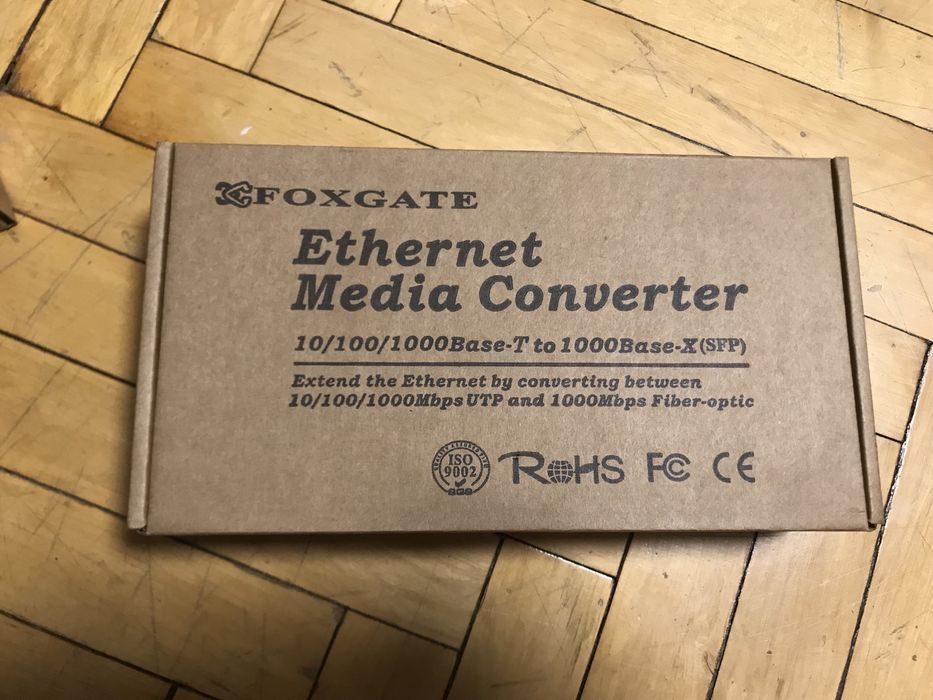 FOXGATE
Ethernet
Media Converter
10/100/1000Base-T to 1000Base-X(SFP)
Extend the Ethernet by converting between
10/100/1000Mbps UTP and 1000Mbps Fiber-optic
ISO
9002
SGS
RoHS FC CE